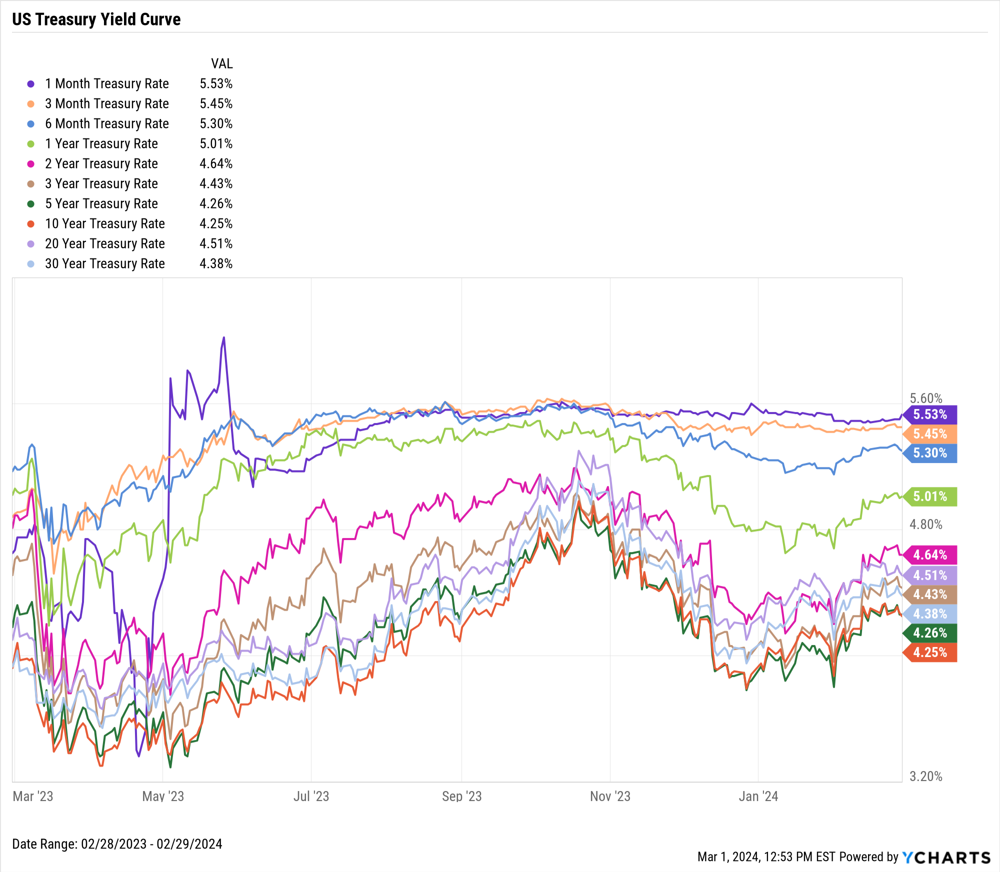 US Treasury Yield Curve
VAL
1 Month Treasury Rate 5.53%
3 Month Treasury Rate 5.45%
6 Month Treasury Rate 5.30%
1 Year Treasury Rate 5.01%
2 Year Treasury Rate 4.64%
3 Year Treasury Rate 4.43%
5 Year Treasury Rate 4.26%
10 Year Treasury Rate 4.25%
20 Year Treasury Rate 4.51%
30 Year Treasury Rate 4.38%
5.60%
5.53%
5.45%
5.30%
5.01%
4.80%
4.64%
4.51%
4.43%
4.38%
4.26%
4.25%
3.20%
Mar '23 May '23 Jul '23 Sep '23 Nov '23 Jan '24
Date Range: 02/28/2023 - 02/29/2024
Mar 1, 2024, 12:53 PM EST Powered by YCHARTS